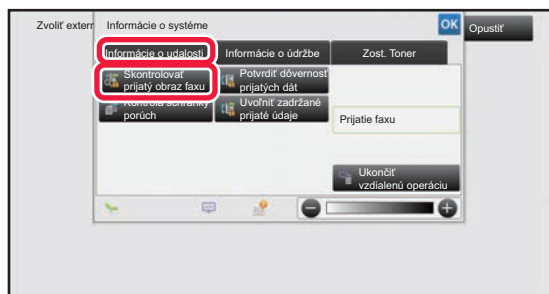 Zvoliť extern
Informácie o systéme
OK
Opustiť
Informácie o udalosti
Informácie o údržbe
Zost. Toner
Skontrolovať
prijatý obraz faxu
Potvrdiť dôvernosť
prijatých dát
Kontrola schránky
porúch
Uvoľniť zadržané
prijaté údaje
Prijatie faxu
Ukončiť
vzdialenú operáciu